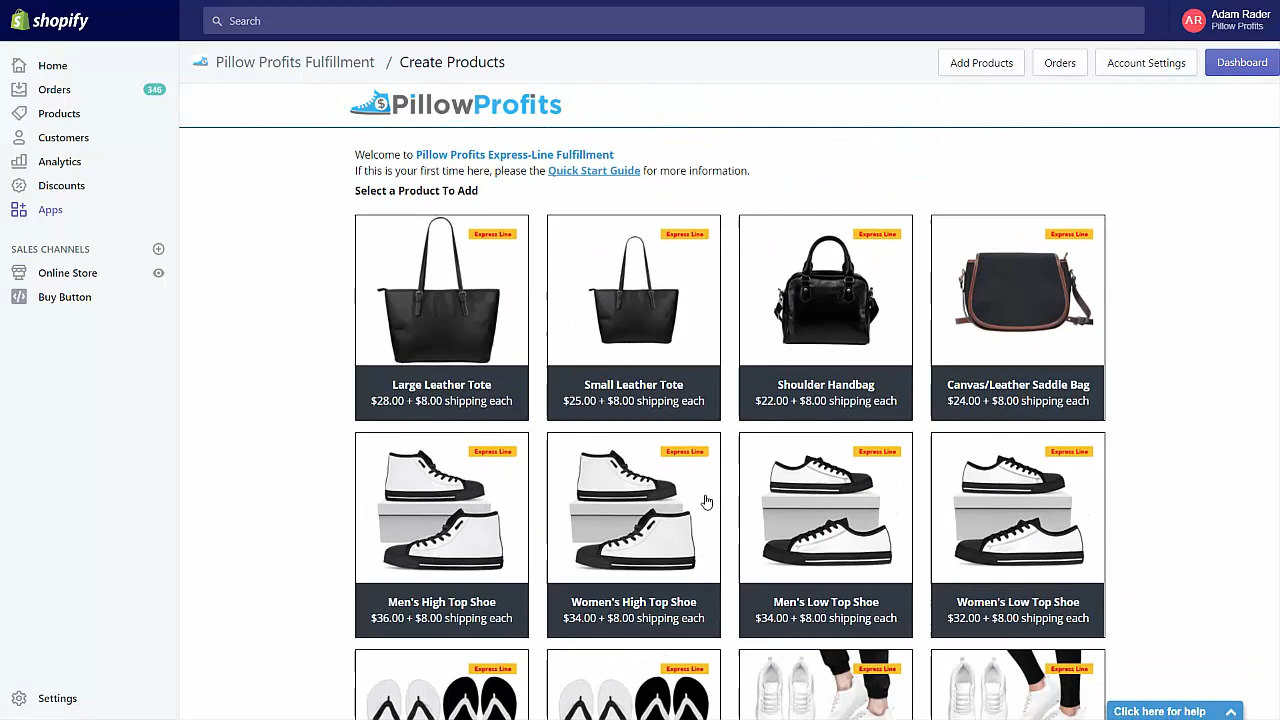 shopify
Search
AR
Adam Rader
Pillow Profits
Home
Orders
346
Products
Customers
Analytics
Discounts
Apps
SALES CHANNELS
Online Store
Buy Button
Settings
Pillow Profits Fulfillment / Create Products
Add Products
Orders
Account Settings
Dashboard
$
PillowProfits
Welcome to Pillow Profits Express-Line Fulfillment
If this is your first time here, please the Quick Start Guide for more information.
Select a Product To Add
Express Line
Large Leather Tote
$28.00 + $8.00 shipping each
Express Line
Small Leather Tote
$25.00 + $8.00 shipping each
Express Line
Shoulder Handbag
$22.00 + $8.00 shipping each
Express Line
Canvas/Leather Saddle Bag
$24.00 + $8.00 shipping each
Express Line
Men's High Top Shoe
$36.00 + $8.00 shipping each
Express Line
Women's High Top Shoe
$34.00 + $8.00 shipping each
Express Line
Men's Low Top Shoe
$34.00 + $8.00 shipping each
Express Line
Women's Low Top Shoe
$32.00 + $8.00 shipping each
Express Line
Express Line
Express Line
Express Line
Click here for help